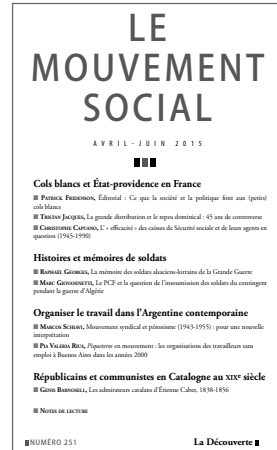 LE
MOUVEMENT
SOCIAL
AVRIL-JUIN 2015
Cols blancs et État-providence en France
PATRICK FRIDENSON, Éditorial : Ce que la société et la politique font aux (petits)
cols blancs
TRISTAN JACQUES, La grande distribution et le repos dominical : 45 ans de controverse
CHRISTOPHE CAPUANO, L' « efficacité » des caisses de Sécurité sociale et de leurs agents en
question (1945-1990)
Histoires et mémoires de soldats
RAPHAEL GEORGES, La mémoire des soldats alsaciens-lorrains de la Grande Guerre
MARC GIOVANINETTI, Le PCF et la question de l'insoumission des soldats du contingent
pendant la guerre d'Algérie
Organiser le travail dans l'Argentine contemporaine
MARCOS SCHIAVI, Mouvement syndical et péronisme (1943-1955) : pour une nouvelle
interprétation
PIA VALERIA RIUS, Piqueteros en mouvement : les organisations des travailleurs sans
emploi à Buenos Aires dans les années 2000
Républicains et communistes en Catalogne au XIXe siècle
GENIS BARNOSELL, Les admirateurs catalans d'Étienne Cabet, 1838-1856
NOTES DE LECTURE
NUMÉRO 251
La Découverte